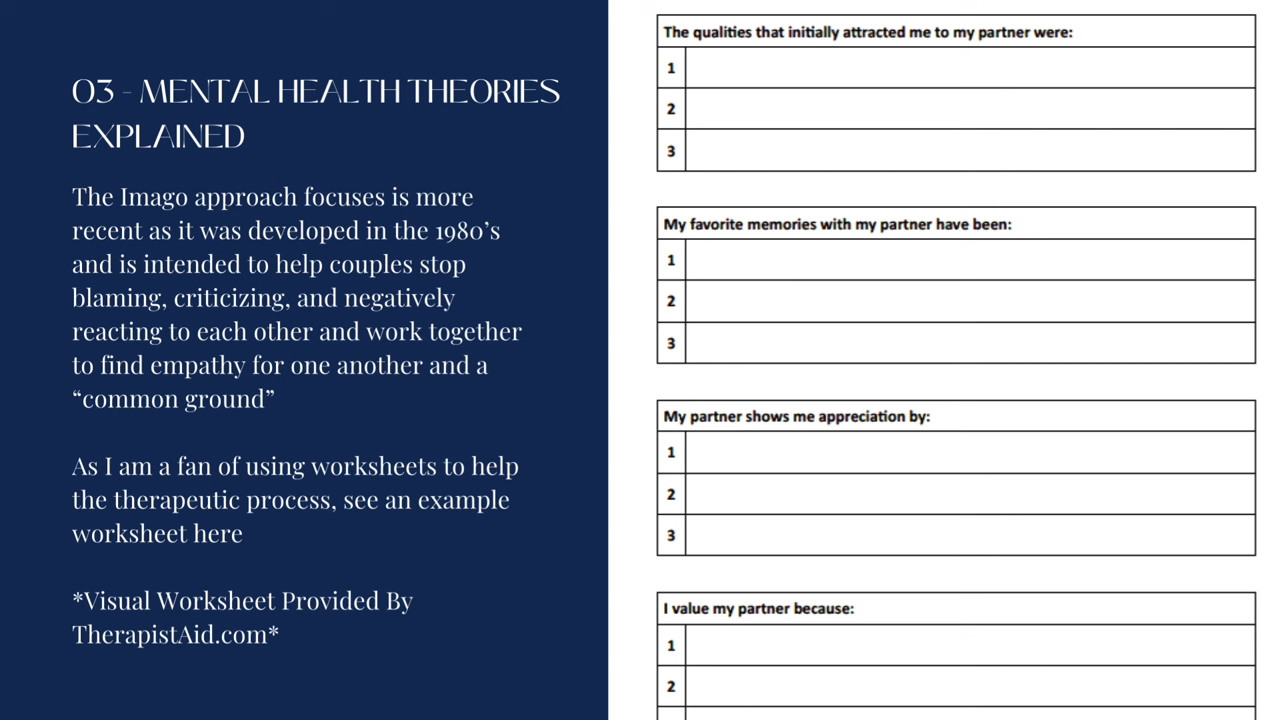 03 - MENTAL HEALTH THEORIES
EXPLAINED
The Imago approach focuses is more
recent as it was developed in the 1980’s
and is intended to help couples stop
blaming, criticizing, and negatively
reacting to each other and work together
to find empathy for one another and a
“common ground”
As I am a fan of using worksheets to help
the therapeutic process, see an example
worksheet here
*Visual Worksheet Provided By
TherapistAid.com*
The qualities that initially attracted me to my partner were:
1
2
3
My favorite memories with my partner have been:
1
2
3
My partner shows me appreciation by:
1
2
3
I value my partner because:
1
2